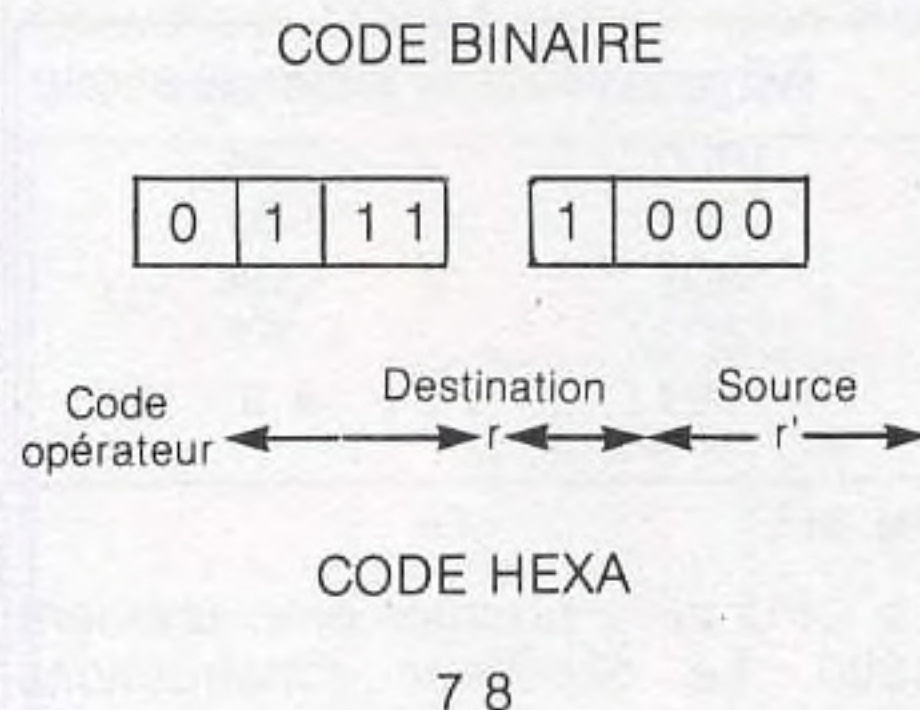 CODE BINAIRE
0 1 1 1 1 0 0 0
Destination Source
Code
opérateur r r'
CODE HEXA
7 8